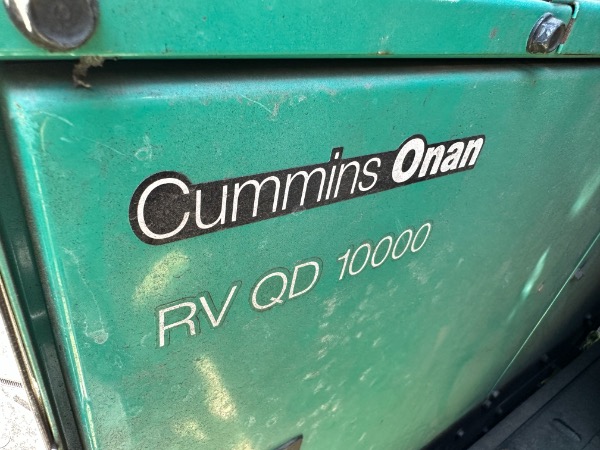 Cummins Onan
RV QD 10000